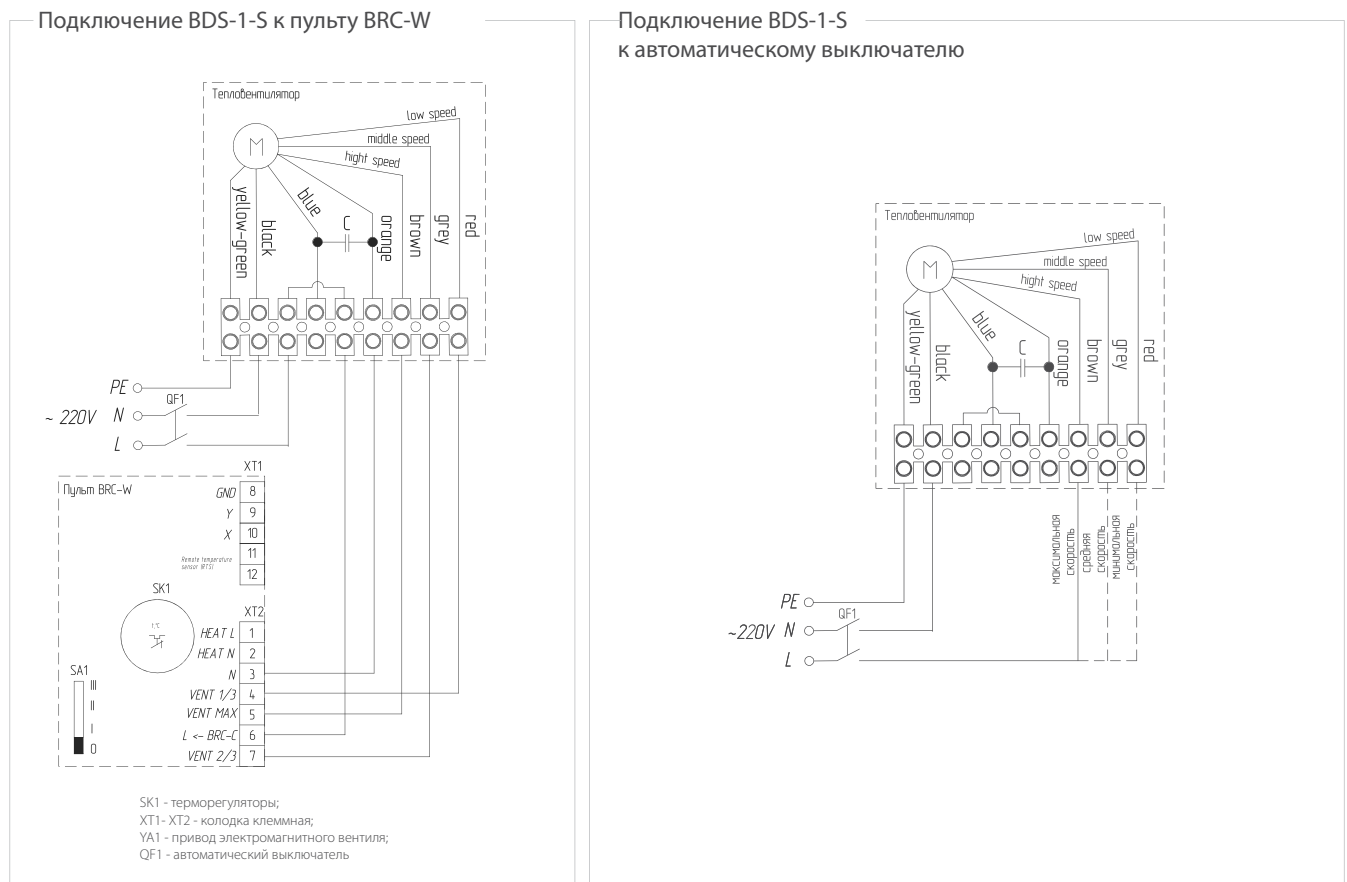 Подключение BDS-1-S к пульту BRC-W
Тепловентилятор
low speed
middle speed
hight speed
M
yellow-green
black
blue
C
orange
brown
grey
red
PE
QF1
~ 220V N
L
XT1
Пульт BRC-W
GND 8
Y 9
X 10
Remote temperature 11
sensor (RTS)
12
SK1
t,°C
XT2
HEAT L 1
HEAT N 2
N 3
SA1
VENT 1/3 4
III
VENT MAX 5
II
L <- BRC-C 6
I
VENT 2/3 7
0
SK1 - терморегуляторы;
XT1- XT2 - колодка клеммная;
YA1 - привод электромагнитного вентиля;
QF1 - автоматический выключатель
Подключение BDS-1-S
к автоматическому выключателю
Тепловентилятор
low speed
middle speed
hight speed
M
yellow-green
black
blue
C
orange
brown
grey
red
максимальная
скорость
средняя
скорость
минимальная
скорость
PE
QF1
~220V N
L